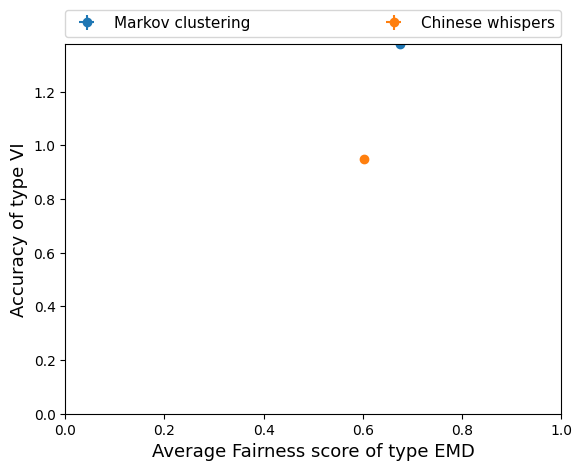 Markov clustering Chinese whispers
1.2
1.0
0.8
0.6
0.4
0.2
0.0
Accuracy of type VI
0.0 0.2 0.4 0.6 0.8 1.0
Average Fairness score of type EMD